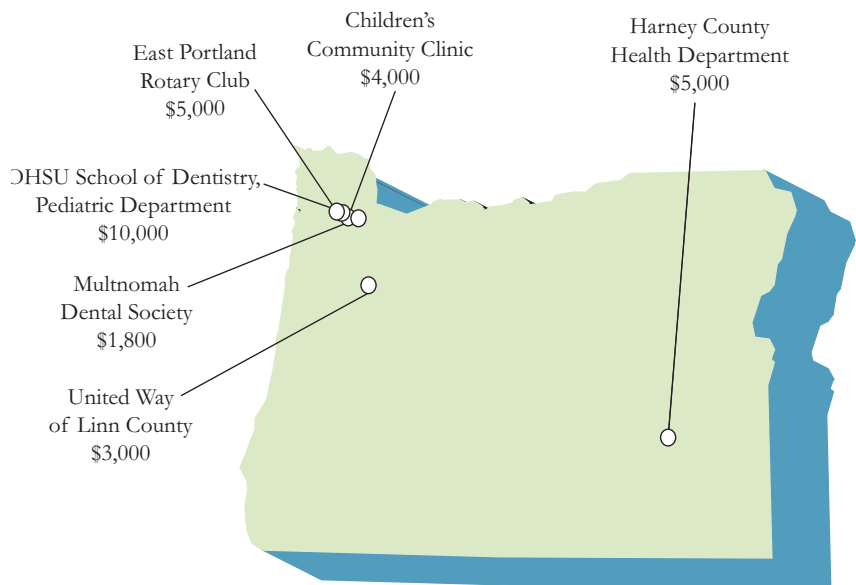 Children’s
Community Clinic
$4,000
East Portland
Rotary Club
$5,000
Harney County
Health Department
$5,000
OHSU School of Dentistry,
Pediatric Department
$10,000
Multnomah
Dental Society
$1,800
United Way
of Linn County
$3,000